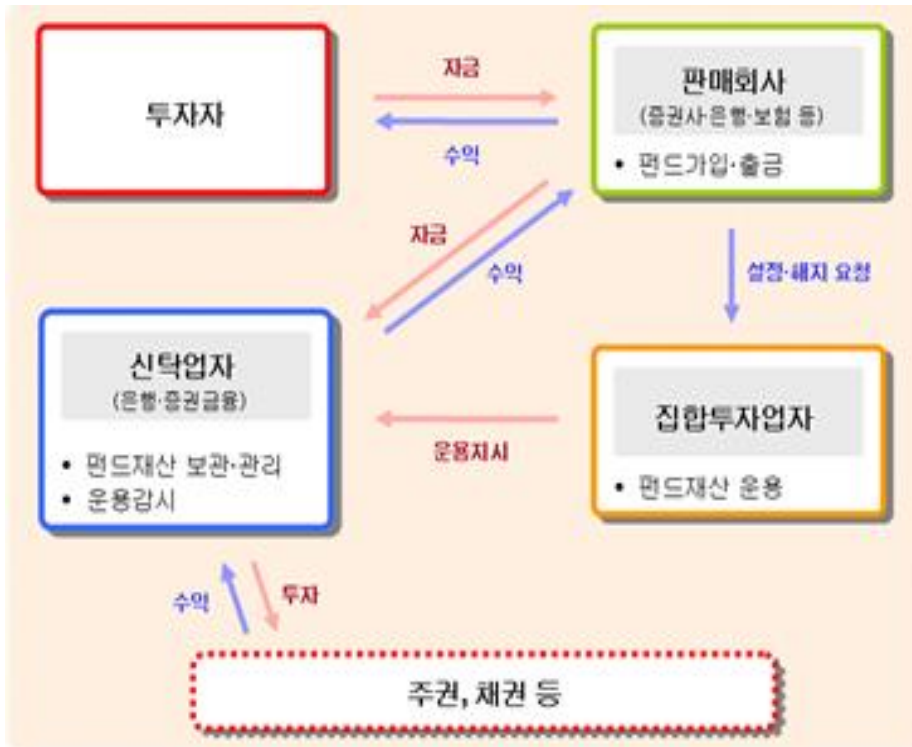 투자자
자금
수익
판매회사
(증권사·은행·보험 등)
• 펀드가입·출금
자금
수익
설정·해지 요청
신탁업자
(은행·증권금융)
• 펀드재산 보관·관리
• 운용감시
운용지시
집합투자업자
• 펀드재산 운용
수익
투자
주권, 채권 등